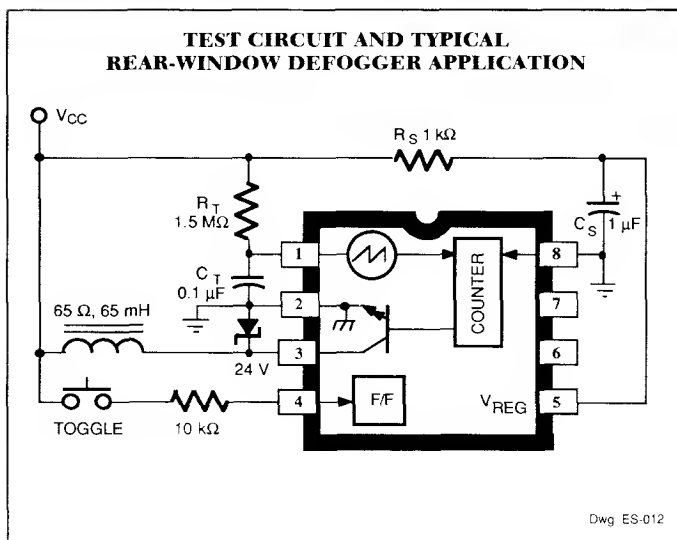 TEST CIRCUIT AND TYPICAL
REAR-WINDOW DEFOGGER APPLICATION
VCC
RS 1 kΩ
RT
1.5 MΩ
CS
+
1 µF
CT
0.1 µF
1
2
3
4
8
7
6
5
COUNTER
65 Ω, 65 mH
24 V
F/F
VREG
TOGGLE
10 kΩ
Dwg ES-012